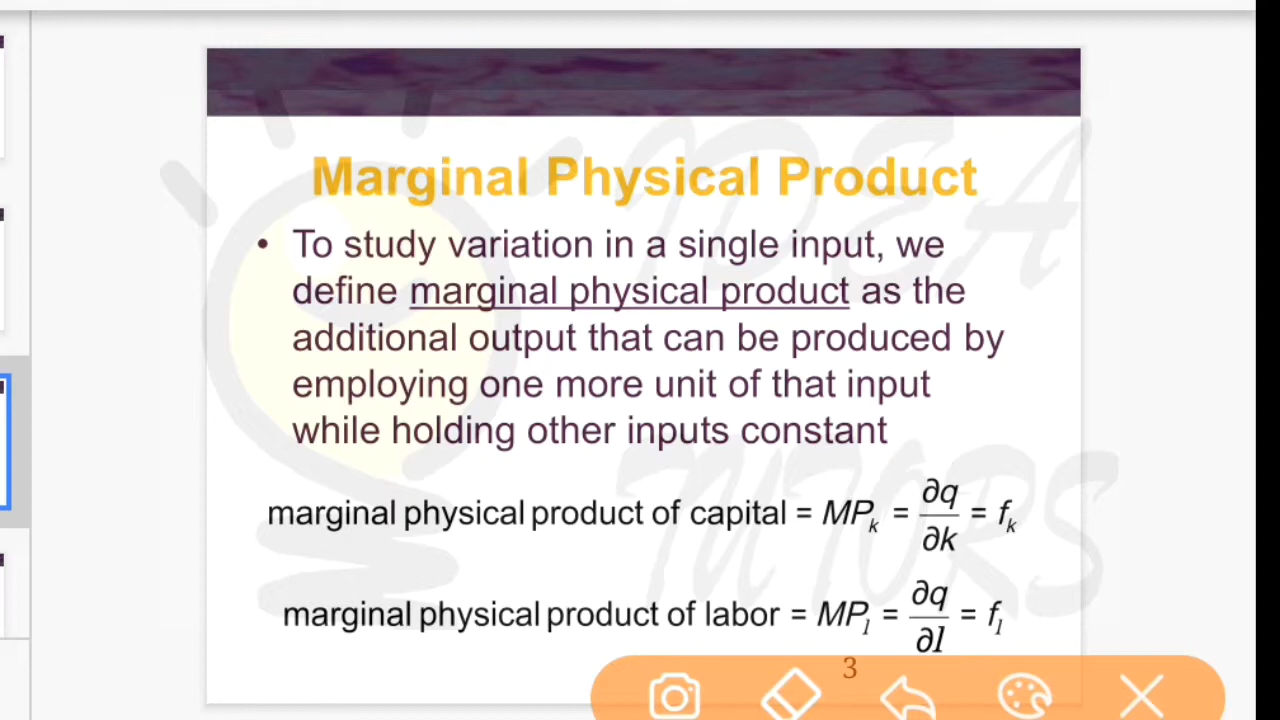 Marginal Physical Product
• To study variation in a single input, we
define marginal physical product as the
additional output that can be produced by
employing one more unit of that input
while holding other inputs constant
marginal physical product of capital = MPₖ = ∂q/∂k = fₖ
marginal physical product of labor = MPₗ = ∂q/∂l = fₗ
3
IDEA
TUTORS